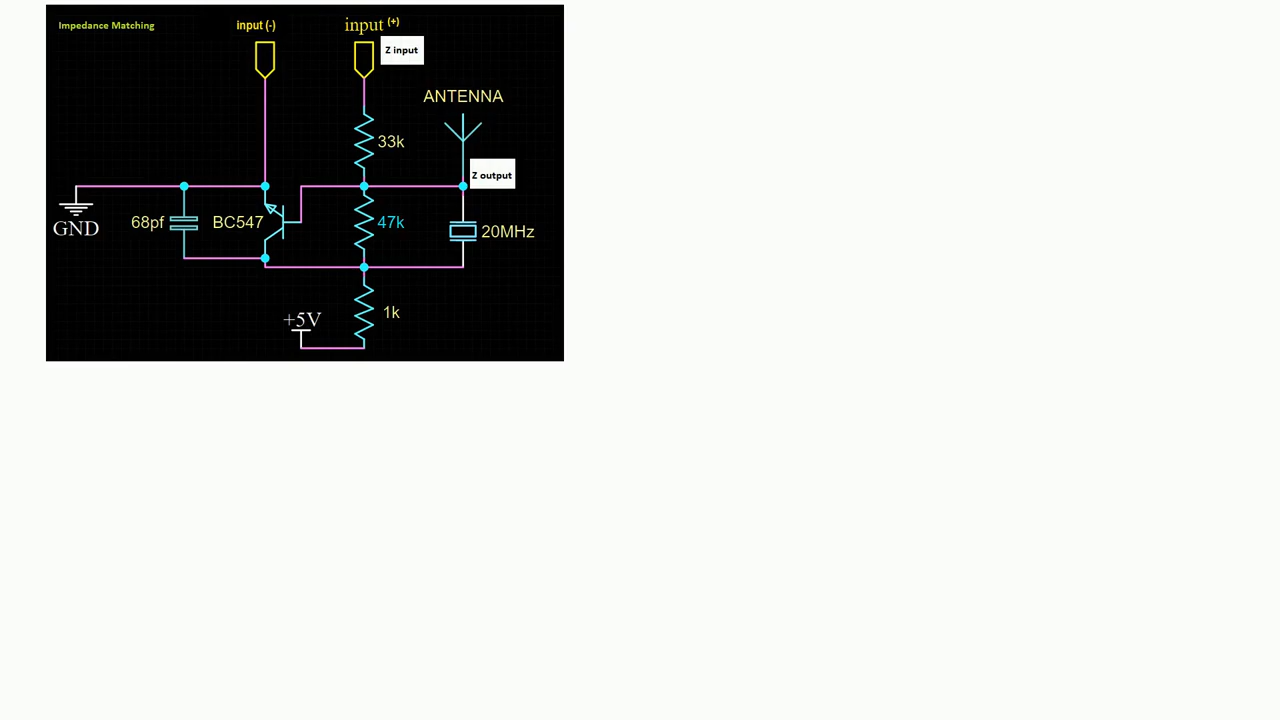 Impedance Matching
input (-)
input (+)
Z input
ANTENNA
33k
Z output
GND
68pf
BC547
47k
20MHz
+5V
1k